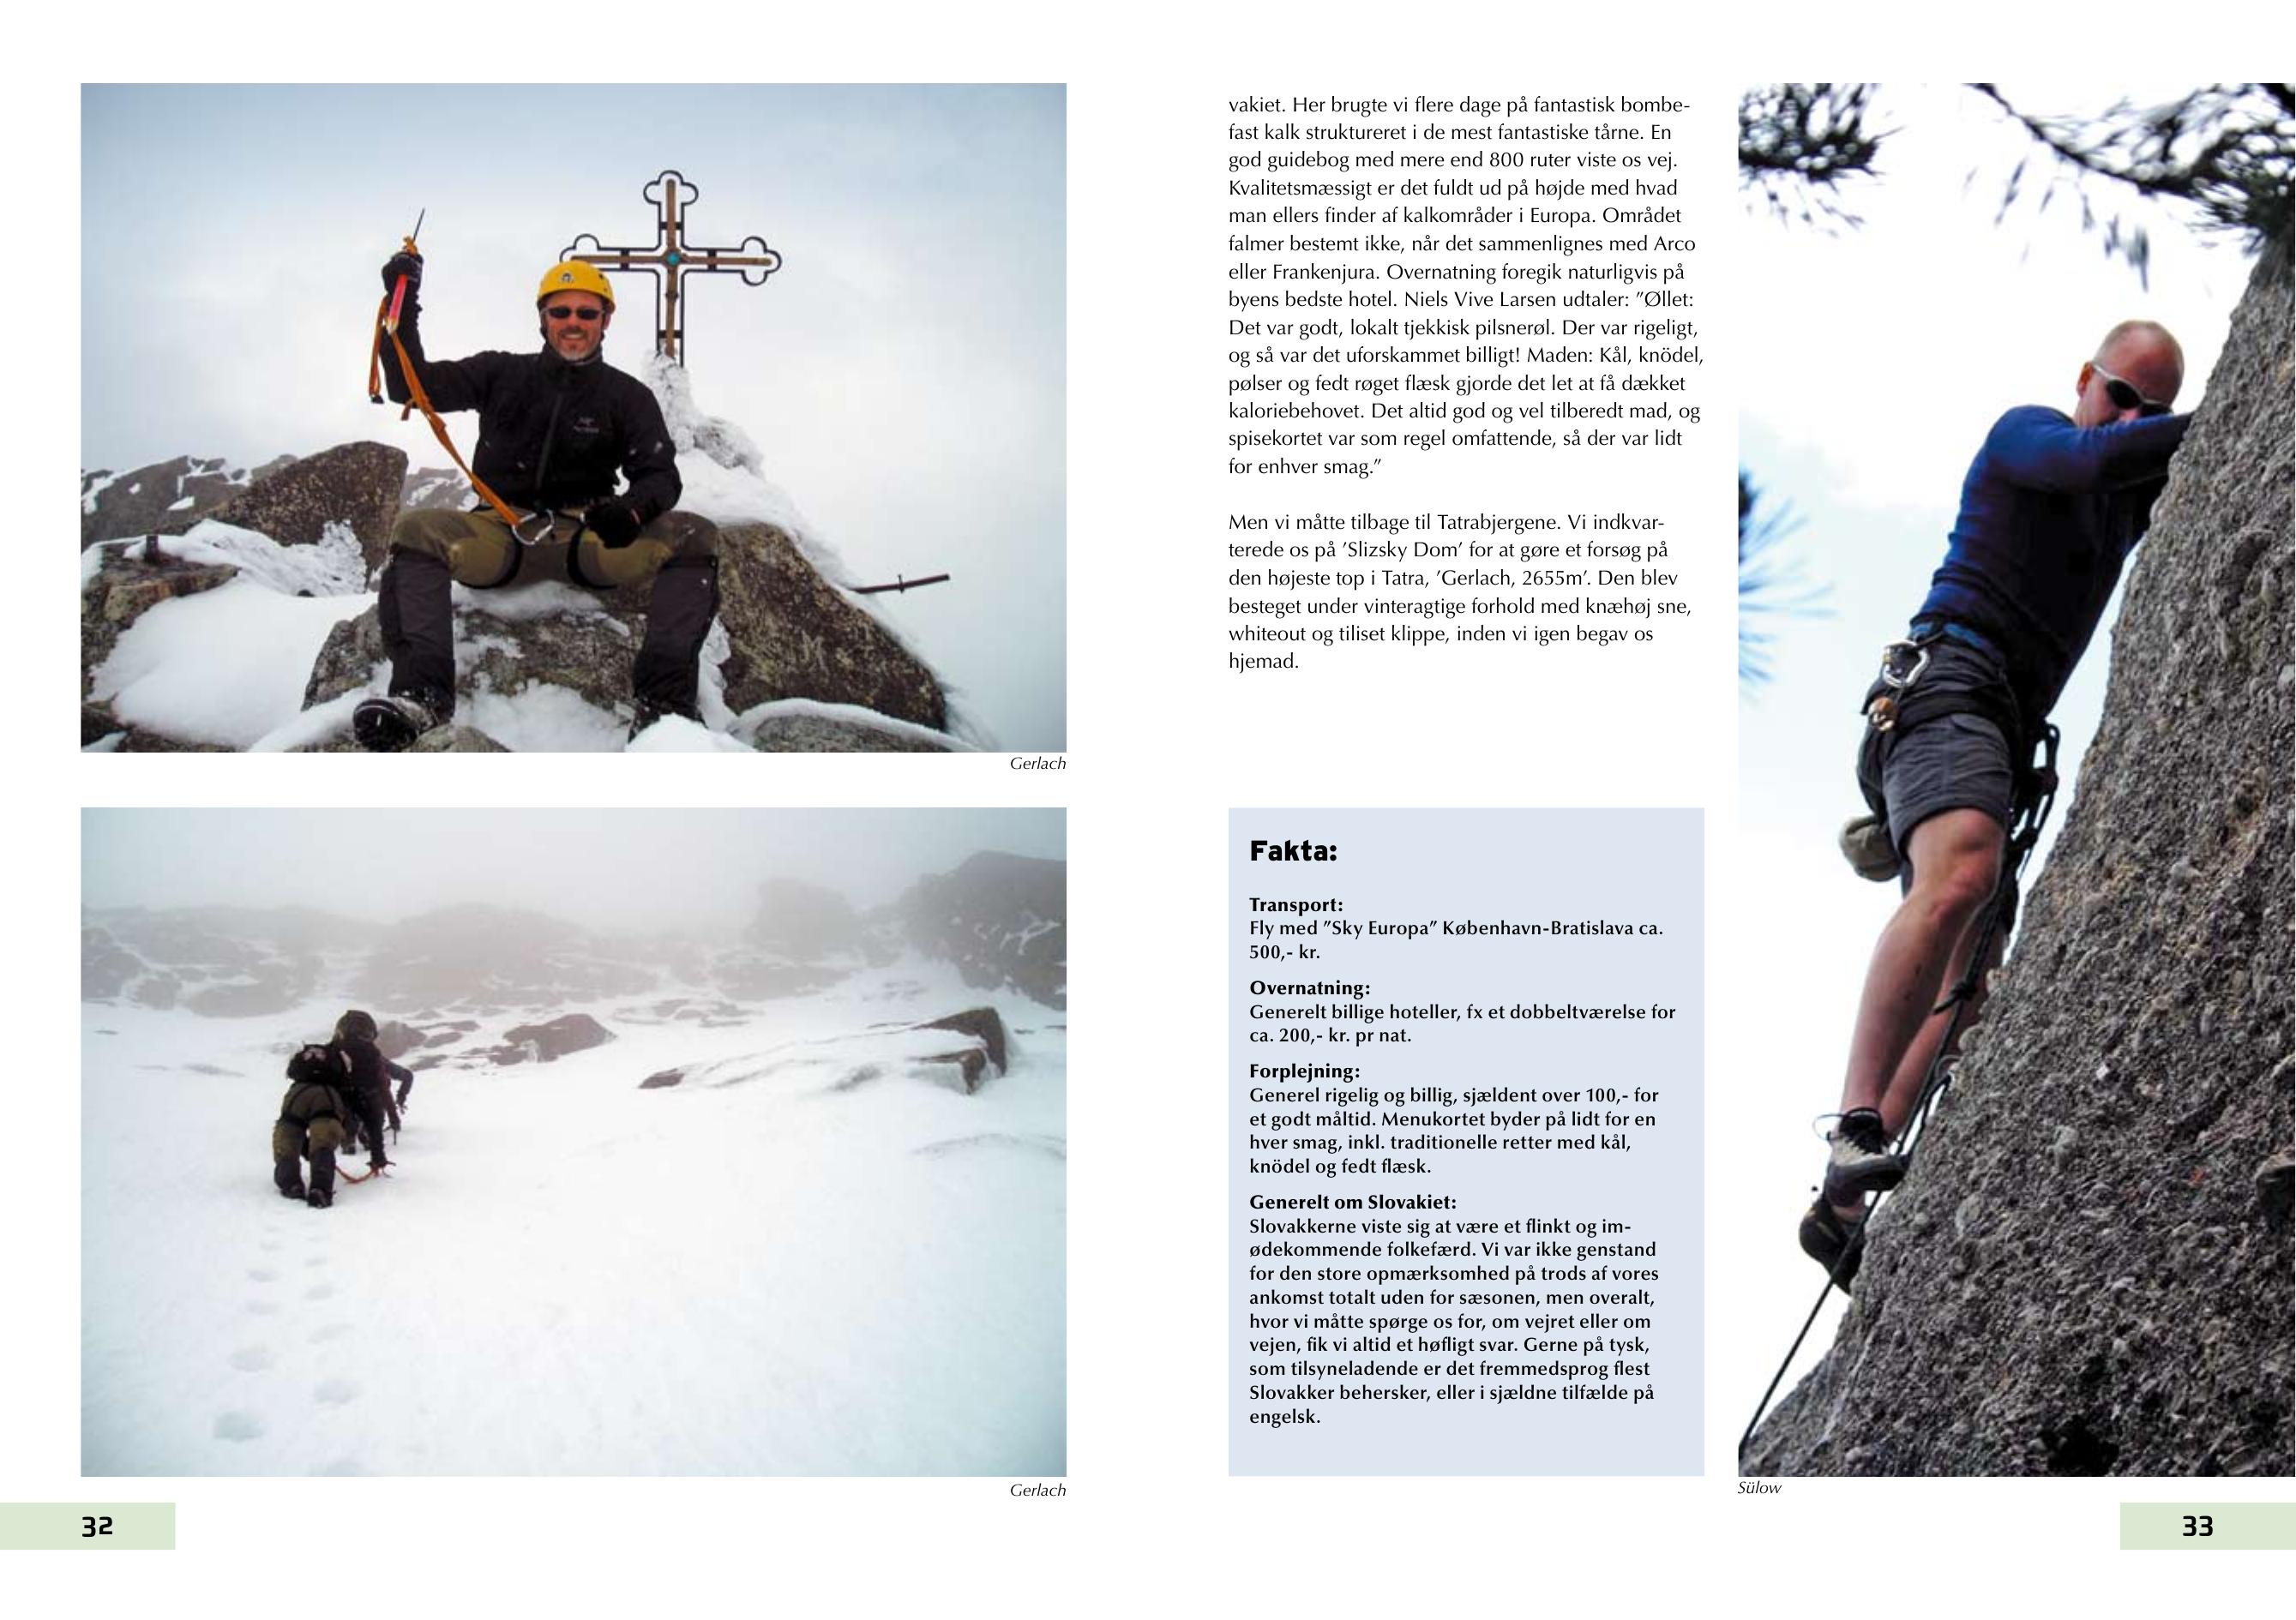 Gerlach
Gerlach
32
vakiet. Her brugte vi flere dage på fantastisk bombe-
fast kalk struktureret i de mest fantastiske tårne. En
god guidebog med mere end 800 ruter viste os vej.
Kvalitetsmæssigt er det fuldt ud på højde med hvad
man ellers finder af kalkområder i Europa. Området
falmer bestemt ikke, når det sammenlignes med Arco
eller Frankenjura. Overnatning foregik naturligvis på
byens bedste hotel. Niels Vive Larsen udtaler: ”Øllet:
Det var godt, lokalt tjekkisk pilsnerøl. Der var rigeligt,
og så var det uforskammet billigt! Maden: Kål, knödel,
pølser og fedt røget flæsk gjorde det let at få dækket
kaloriebehovet. Det altid god og vel tilberedt mad, og
spisekortet var som regel omfattende, så der var lidt
for enhver smag.”
Men vi måtte tilbage til Tatrabjergene. Vi indkvar-
terede os på ’Slizsky Dom’ for at gøre et forsøg på
den højeste top i Tatra, ’Gerlach, 2655m’. Den blev
besteget under vinteragtige forhold med knæhøj sne,
whiteout og tiliset klippe, inden vi igen begav os
hjemad.
Fakta:
Transport:
Fly med ”Sky Europa” København-Bratislava ca.
500,- kr.
Overnatning:
Generelt billige hoteller, fx et dobbeltværelse for
ca. 200,- kr. pr nat.
Forplejning:
Generel rigelig og billig, sjældent over 100,- for
et godt måltid. Menukortet byder på lidt for en
hver smag, inkl. traditionelle retter med kål,
knödel og fedt flæsk.
Generelt om Slovakiet:
Slovakkerne viste sig at være et flinkt og im-
ødekommende folkefærd. Vi var ikke genstand
for den store opmærksomhed på trods af vores
ankomst totalt uden for sæsonen, men overalt,
hvor vi måtte spørge os for, om vejret eller om
vejen, fik vi altid et høfligt svar. Gerne på tysk,
som tilsyneladende er det fremmedsprog flest
Slovakker behersker, eller i sjældne tilfælde på
engelsk.
Sülow
33